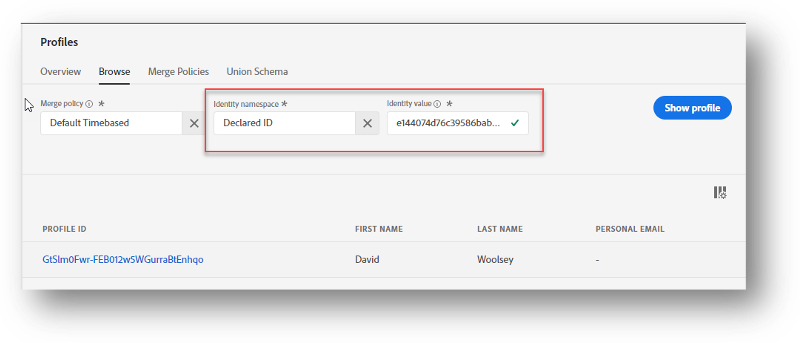 Profiles
Overview Browse Merge Policies Union Schema
Merge policy * Identity namespace * Identity value *
Default Timebased Declared ID e144074d76c39586bab... Show profile
PROFILE ID FIRST NAME LAST NAME PERSONAL EMAIL
GtSIm0Fwr-FEB012w5WGurraBtEnhqo David Woolsey -